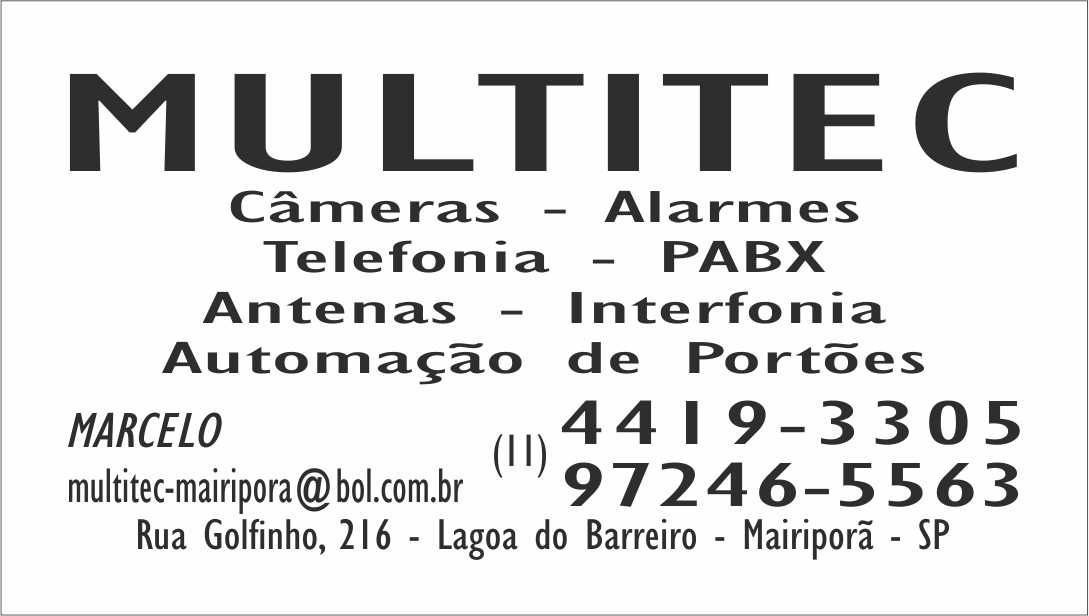 MULTITEC
Câmeras - Alarmes
Telefonia - PABX
Antenas - Interfonia
Automação de Portões
MARCELO
multitec-mairipora@bol.com.br
(11) 4419-3305
97246-5563
Rua Golfinho, 216 - Lagoa do Barreiro - Mairiporã - SP